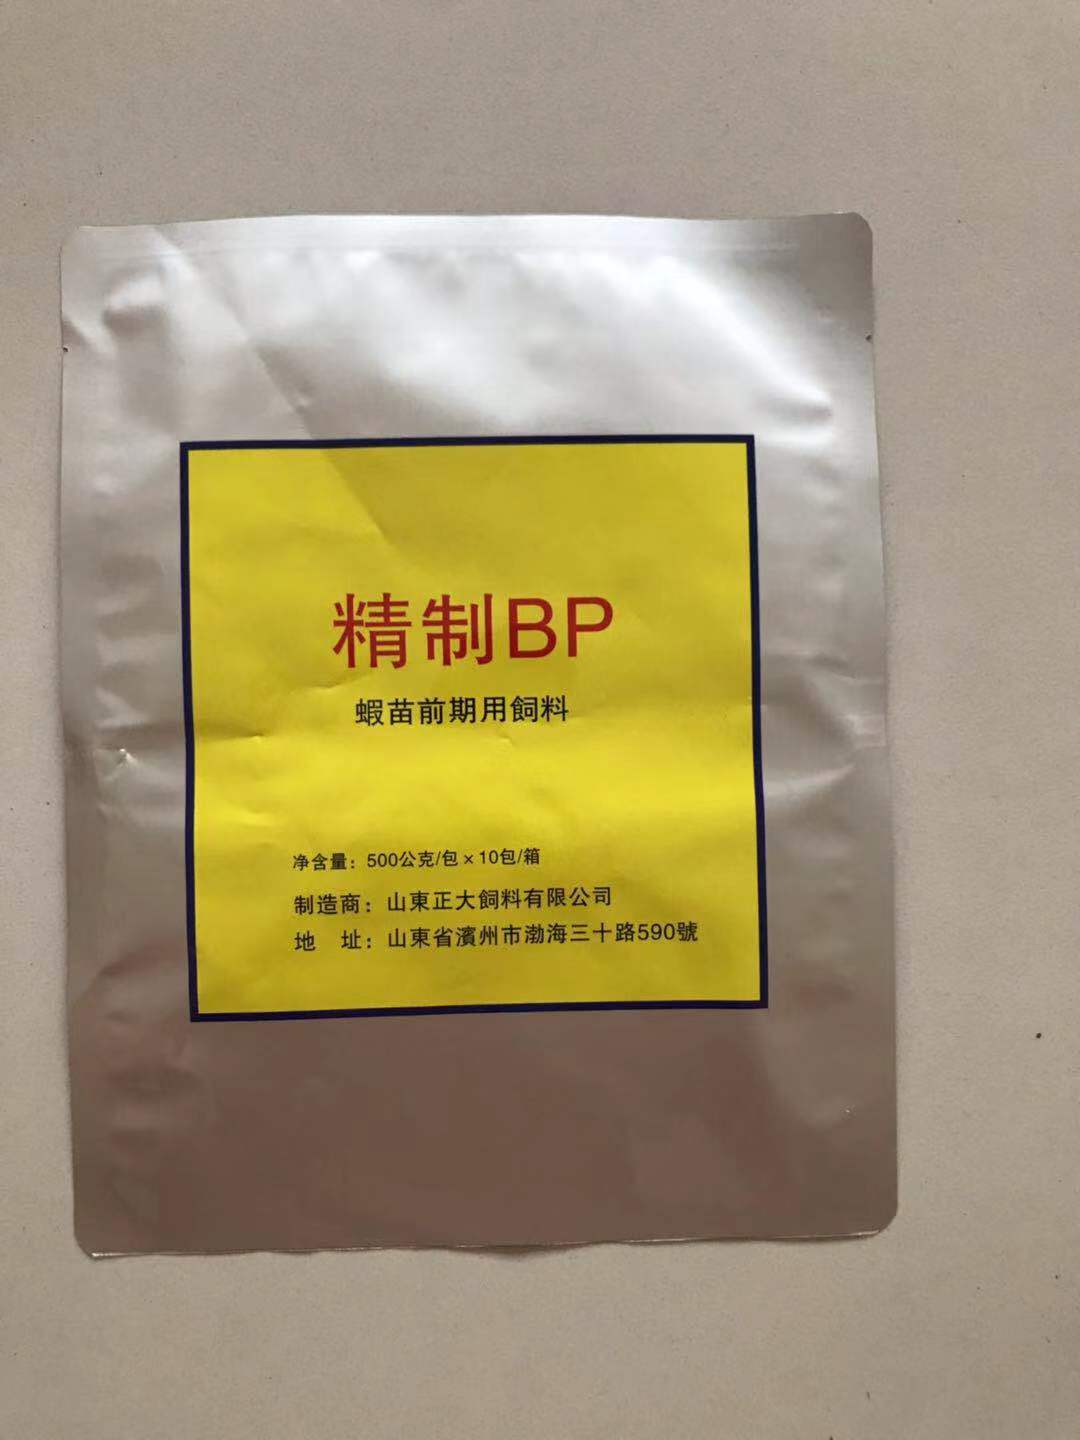 精制BP
蝦苗前期用飼料
净含量：500公克/包×10包/箱
制造商：山東正大飼料有限公司
地　址：山東省濱州市渤海三十路590號